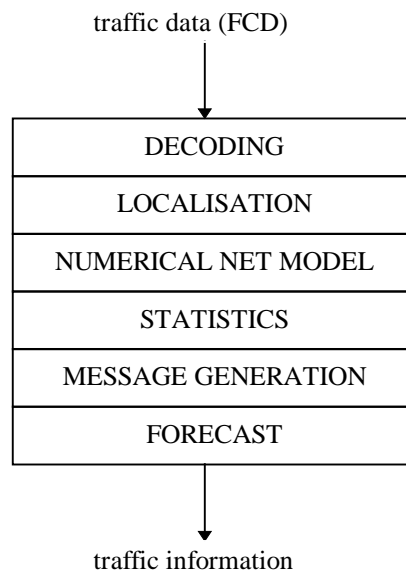 traffic data (FCD)
DECODING
LOCALISATION
NUMERICAL NET MODEL
STATISTICS
MESSAGE GENERATION
FORECAST
traffic information